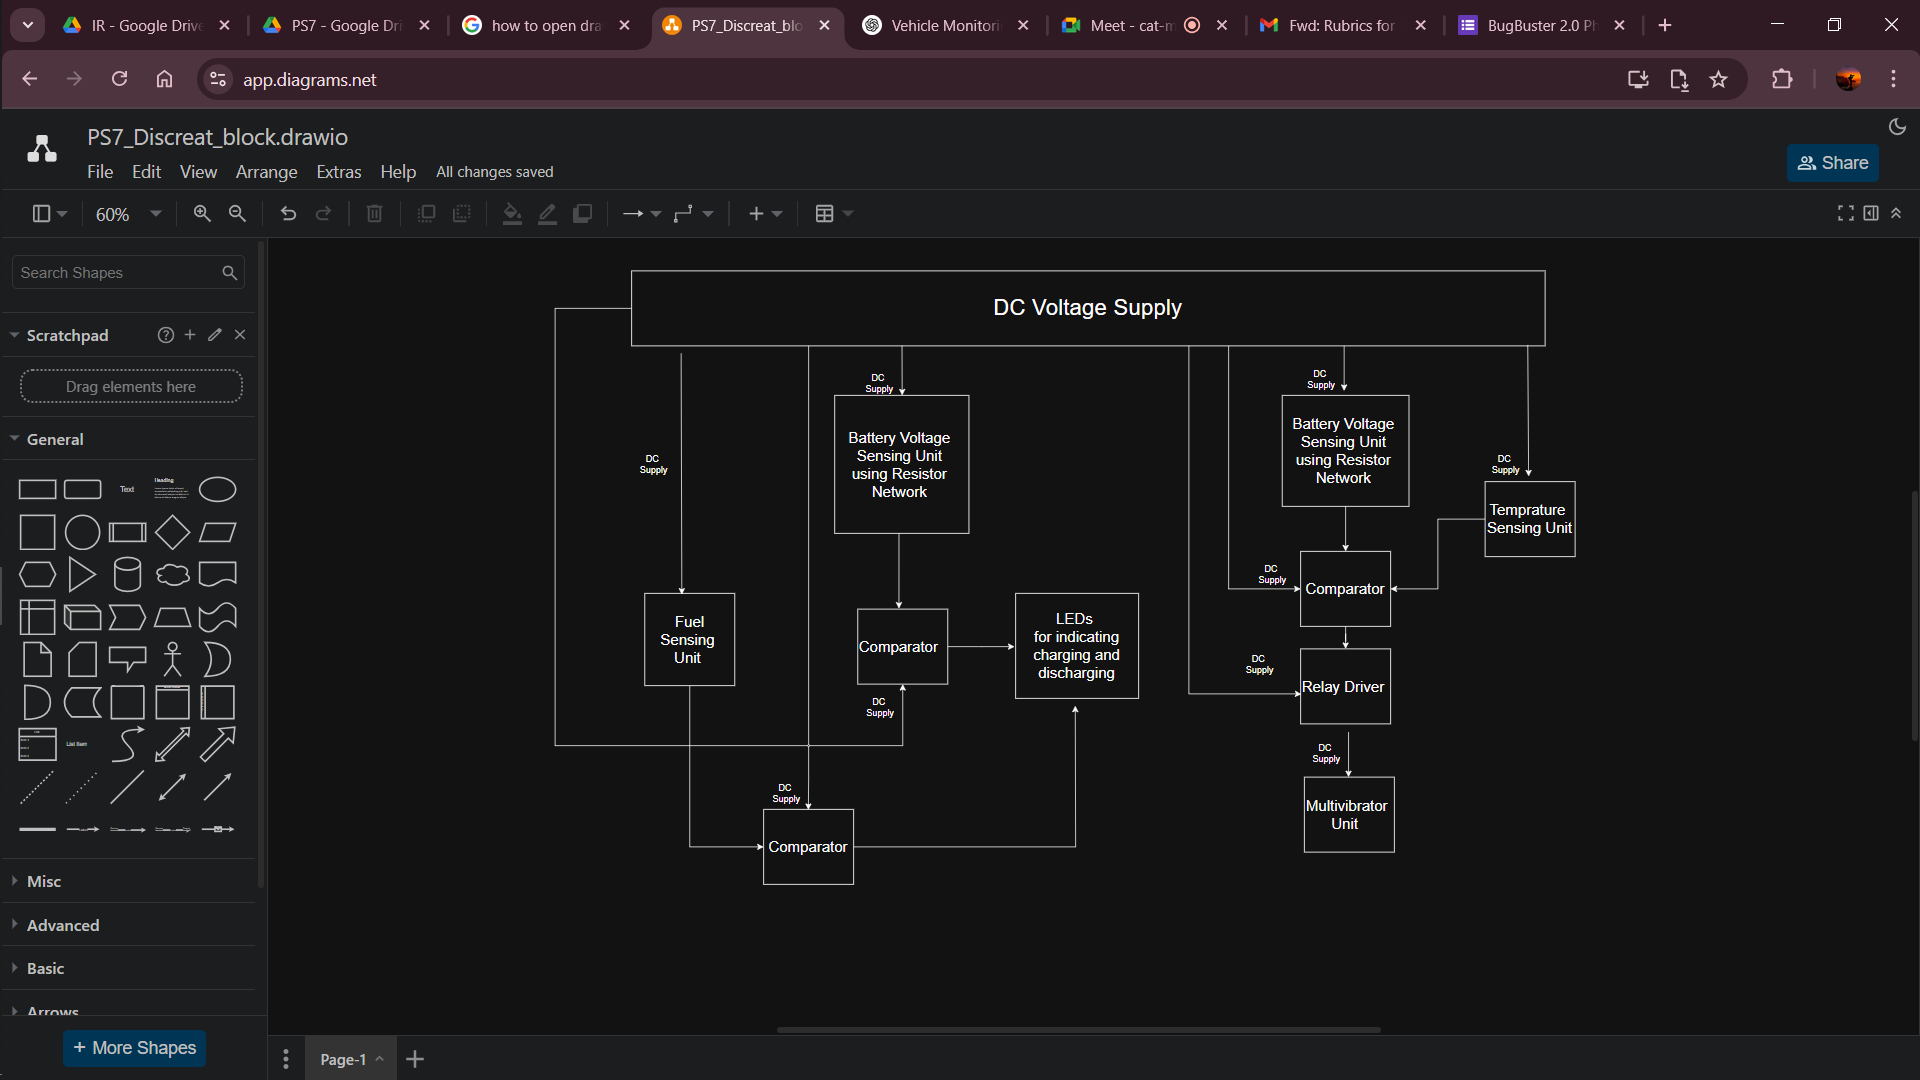 IR - Google Drive
PS7 - Google Dri
how to open dra
PS7_Discreat_blo
Vehicle Monitori
Meet - cat-m
Fwd: Rubrics for
BugBuster 2.0 Ph
app.diagrams.net
PS7_Discreat_block.drawio
File Edit View Arrange Extras Help All changes saved
Share
60%
Search Shapes
Scratchpad
Drag elements here
General
Text
Heading
List Item
Misc
Advanced
Basic
Arrows
+ More Shapes
Page-1
DC Voltage Supply
DC
Supply
DC
Supply
DC
Supply
DC
Supply
Battery Voltage
Sensing Unit
using Resistor
Network
Battery Voltage
Sensing Unit
using Resistor
Network
Temprature
Sensing Unit
DC
Supply
Comparator
Fuel
Sensing
Unit
Comparator
LEDs
for indicating
charging and
discharging
DC
Supply
Relay Driver
DC
Supply
DC
Supply
DC
Supply
Multivibrator
Unit
Comparator